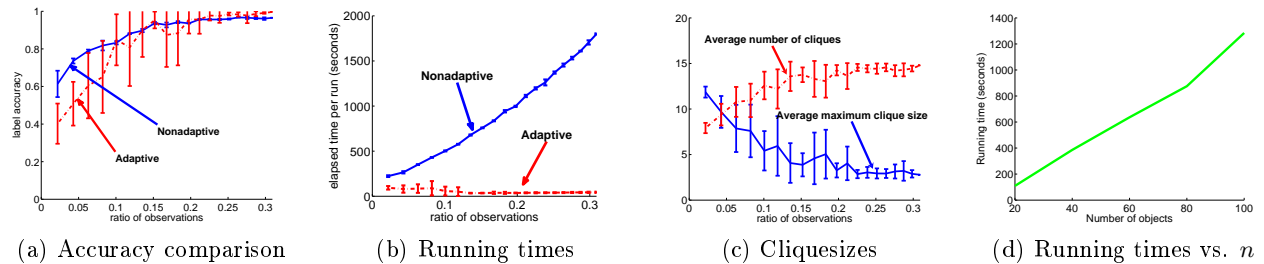 label accuracy
1
0.8
0.6
0.4
0.2
0
0 0.05 0.1 0.15 0.2 0.25 0.3
ratio of observations
Nonadaptive
Adaptive
(a) Accuracy comparison
elapsed time per run (seconds)
2000
1500
1000
500
0
0 0.1 0.2 0.3
ratio of observations
Nonadaptive
Adaptive
(b) Running times
20
15
10
5
0
0 0.05 0.1 0.15 0.2 0.25 0.3
ratio of observations
Average number of cliques
Average maximum clique size
(c) Cliquesizes
Running time (seconds)
1400
1200
1000
800
600
400
200
0
20 40 60 80 100
Number of objects
(d) Running times vs. n